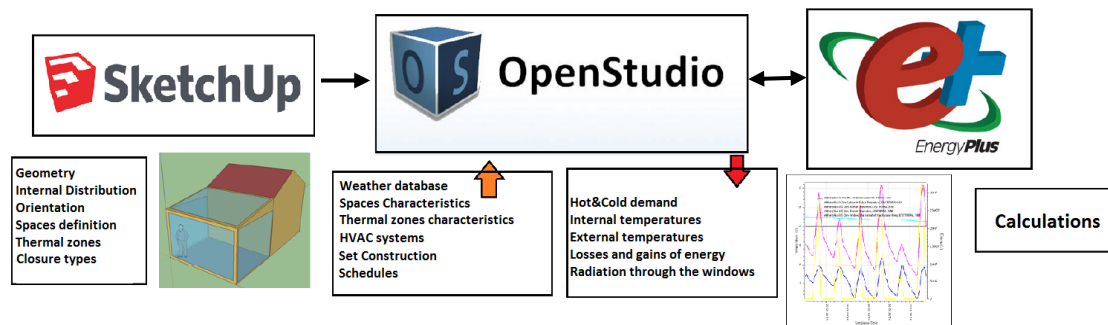 SketchUp
OS
OpenStudio
e+
EnergyPlus
Geometry
Internal Distribution
Orientation
Spaces definition
Thermal zones
Closure types
Weather database
Spaces Characteristics
Thermal zones characteristics
HVAC systems
Set Construction
Schedules
Hot&Cold demand
Internal temperatures
External temperatures
Losses and gains of energy
Radiation through the windows
Calculations